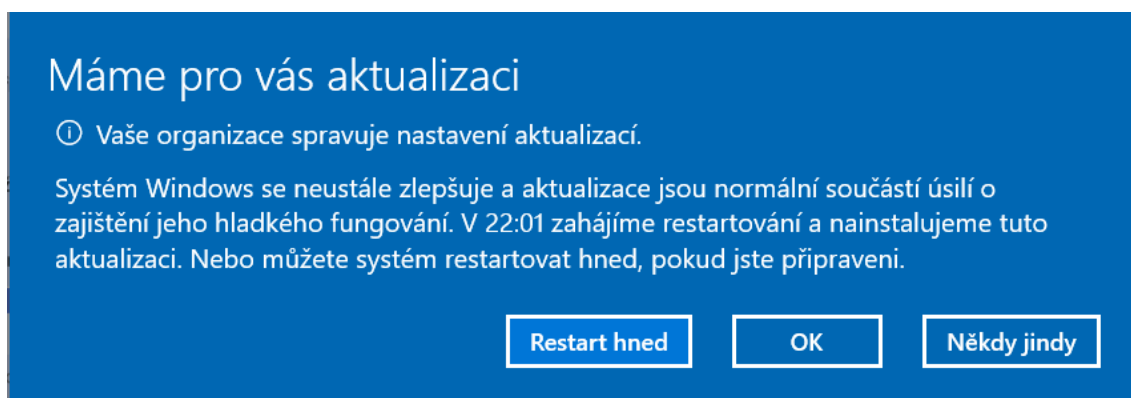 Máme pro vás aktualizaci
Vaše organizace spravuje nastavení aktualizací.
Systém Windows se neustále zlepšuje a aktualizace jsou normální součástí úsilí o
zajištění jeho hladkého fungování. V 22:01 zahájíme restartování a nainstalujeme tuto
aktualizaci. Nebo můžete systém restartovat hned, pokud jste připraveni.
Restart hned
OK
Někdy jindy